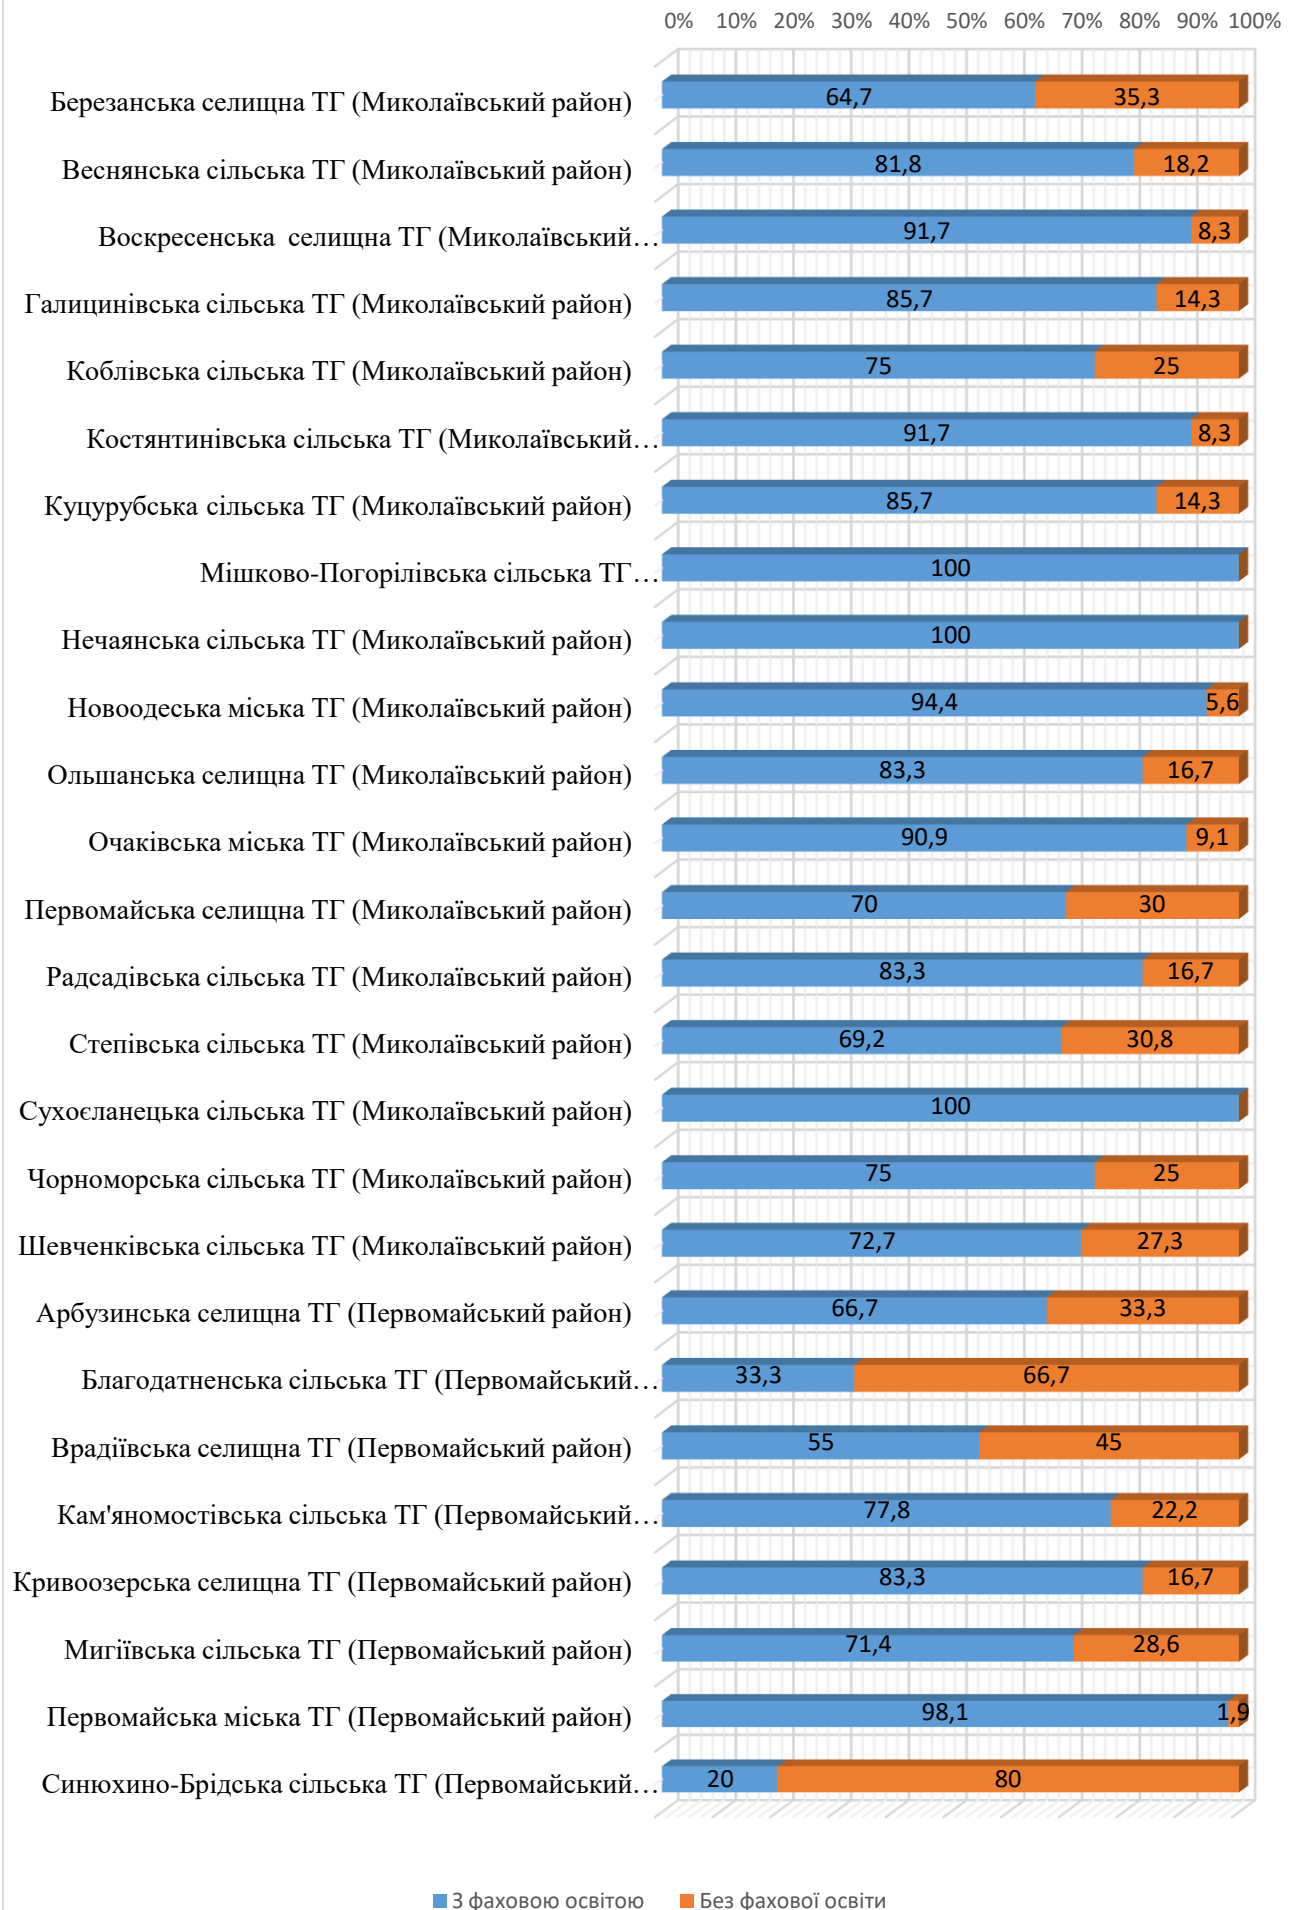 0% 10% 20% 30% 40% 50% 60% 70% 80% 90% 100%
Березанська селищна ТГ (Миколаївський район) 64,7 35,3
Веснянська сільська ТГ (Миколаївський район) 81,8 18,2
Воскресенська селищна ТГ (Миколаївський… 91,7 8,3
Галицинівська сільська ТГ (Миколаївський район) 85,7 14,3
Коблівська сільська ТГ (Миколаївський район) 75 25
Костянтинівська сільська ТГ (Миколаївський… 91,7 8,3
Куцурубська сільська ТГ (Миколаївський район) 85,7 14,3
Мішково-Погорілівська сільська ТГ… 100
Нечаянська сільська ТГ (Миколаївський район) 100
Новоодеська міська ТГ (Миколаївський район) 94,4 5,6
Ольшанська селищна ТГ (Миколаївський район) 83,3 16,7
Очаківська міська ТГ (Миколаївський район) 90,9 9,1
Первомайська селищна ТГ (Миколаївський район) 70 30
Радсадівська сільська ТГ (Миколаївський район) 83,3 16,7
Степівська сільська ТГ (Миколаївський район) 69,2 30,8
Сухоєланецька сільська ТГ (Миколаївський район) 100
Чорноморська сільська ТГ (Миколаївський район) 75 25
Шевченківська сільська ТГ (Миколаївський район) 72,7 27,3
Арбузинська селищна ТГ (Первомайський район) 66,7 33,3
Благодатненська сільська ТГ (Первомайський… 33,3 66,7
Врадіївська селищна ТГ (Первомайський район) 55 45
Кам'яномостівська сільська ТГ (Первомайський… 77,8 22,2
Кривоозерська селищна ТГ (Первомайський район) 83,3 16,7
Мигіївська сільська ТГ (Первомайський район) 71,4 28,6
Первомайська міська ТГ (Первомайський район) 98,1 1,9
Синюхино-Брідська сільська ТГ (Первомайський… 20 80
З фаховою освітою Без фахової освіти